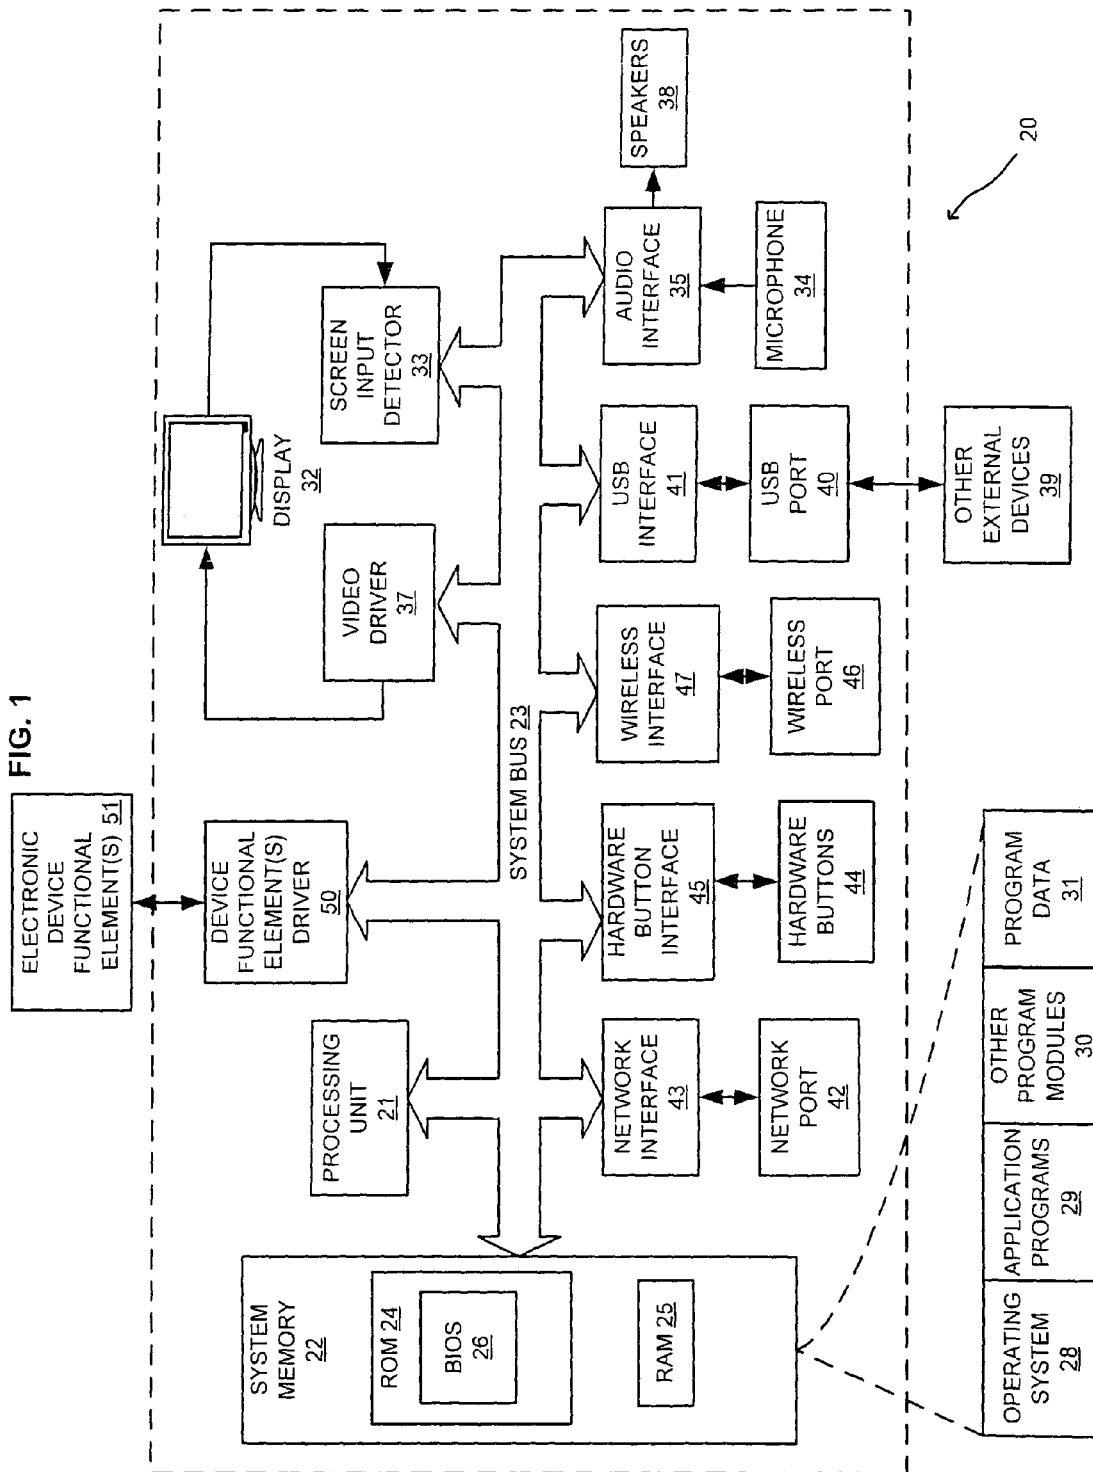 FIG. 1
ELECTRONIC
DEVICE
FUNCTIONAL
ELEMENT(S) 51
SYSTEM
MEMORY
22
ROM 24
BIOS
26
RAM 25
PROCESSING
UNIT
21
DEVICE
FUNCTIONAL
ELEMENT(S)
DRIVER
50
VIDEO
DRIVER
37
DISPLAY
32
SCREEN
INPUT
DETECTOR
33
SYSTEM BUS 23
NETWORK
INTERFACE
43
HARDWARE
BUTTON
INTERFACE
45
WIRELESS
INTERFACE
47
USB
INTERFACE
41
AUDIO
INTERFACE
35
SPEAKERS
38
NETWORK
PORT
42
HARDWARE
BUTTONS
44
WIRELESS
PORT
46
USB
PORT
40
MICROPHONE
34
OTHER
EXTERNAL
DEVICES
39
20
OPERATING
SYSTEM
28
APPLICATION
PROGRAMS
29
OTHER
PROGRAM
MODULES
30
PROGRAM
DATA
31